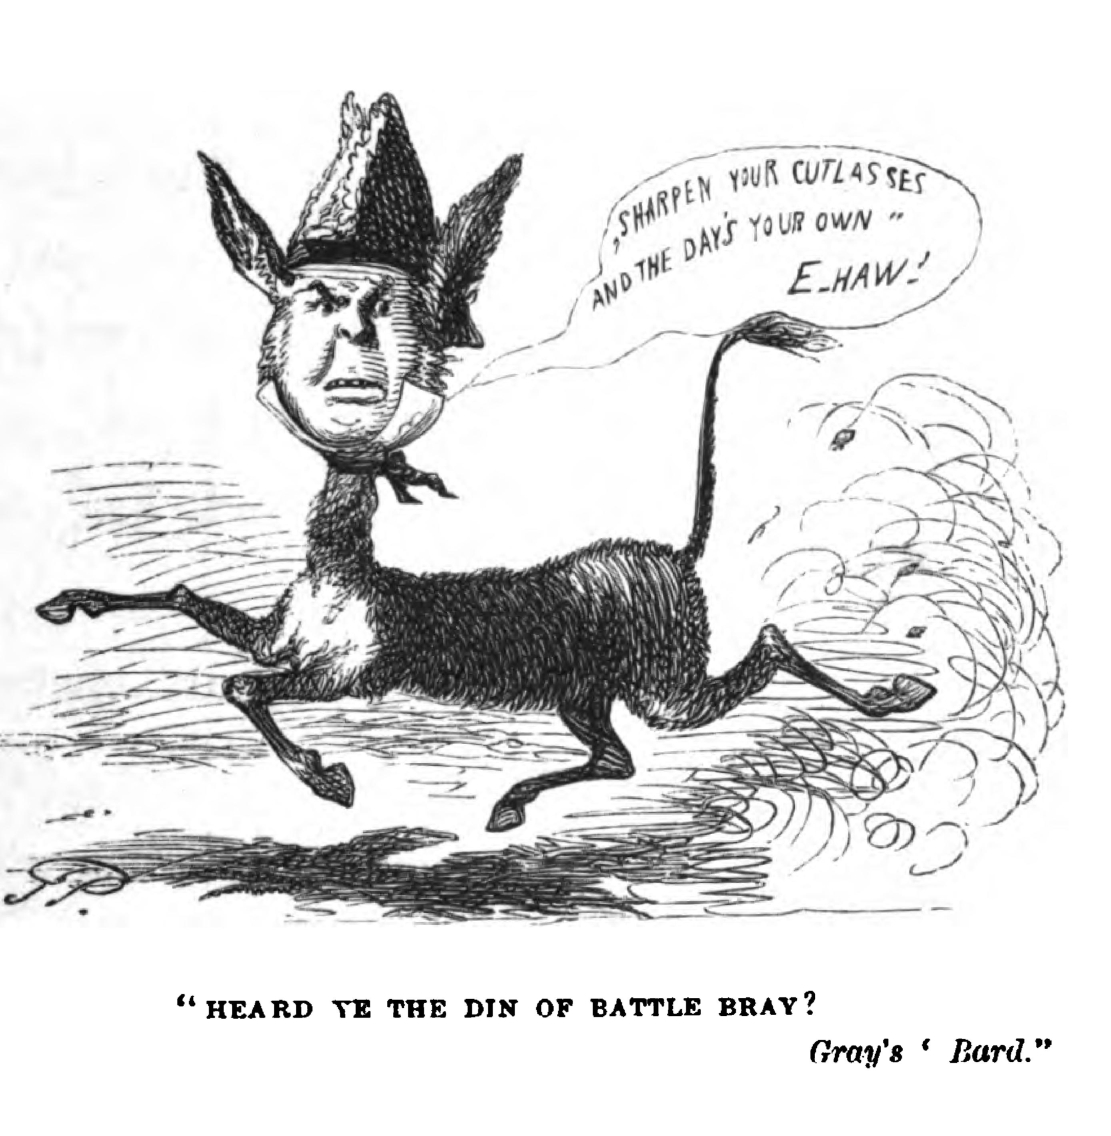 „SHARPEN YOUR CUTLASSES
AND THE DAY'S YOUR OWN "
E-HAW-!
"HEARD YE THE DIN OF BATTLE BRAY?
Gray's ‘ Bard."